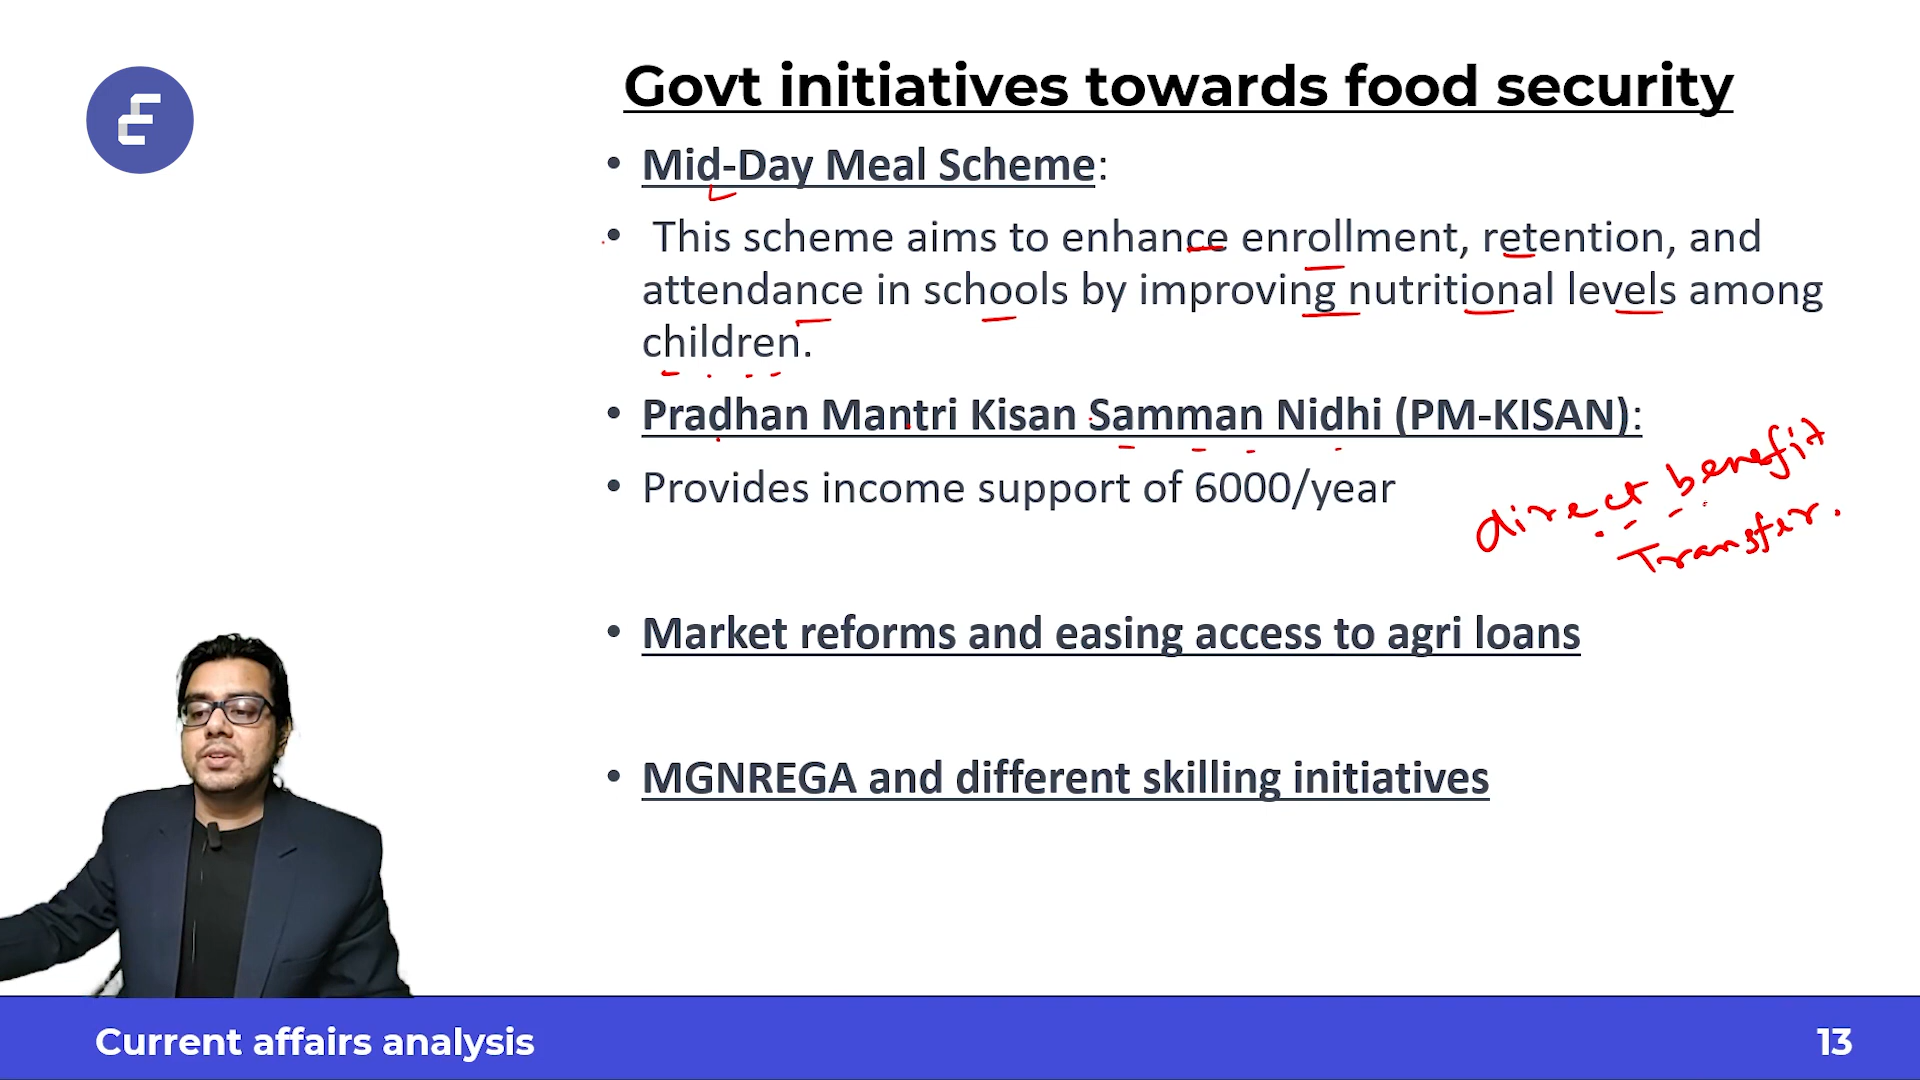 Govt initiatives towards food security
• Mid-Day Meal Scheme:
• This scheme aims to enhance enrollment, retention, and
attendance in schools by improving nutritional levels among
children.
• Pradhan Mantri Kisan Samman Nidhi (PM-KISAN):
• Provides income support of 6000/year
direct benefit
Transfer.
• Market reforms and easing access to agri loans
• MGNREGA and different skilling initiatives
Current affairs analysis
13